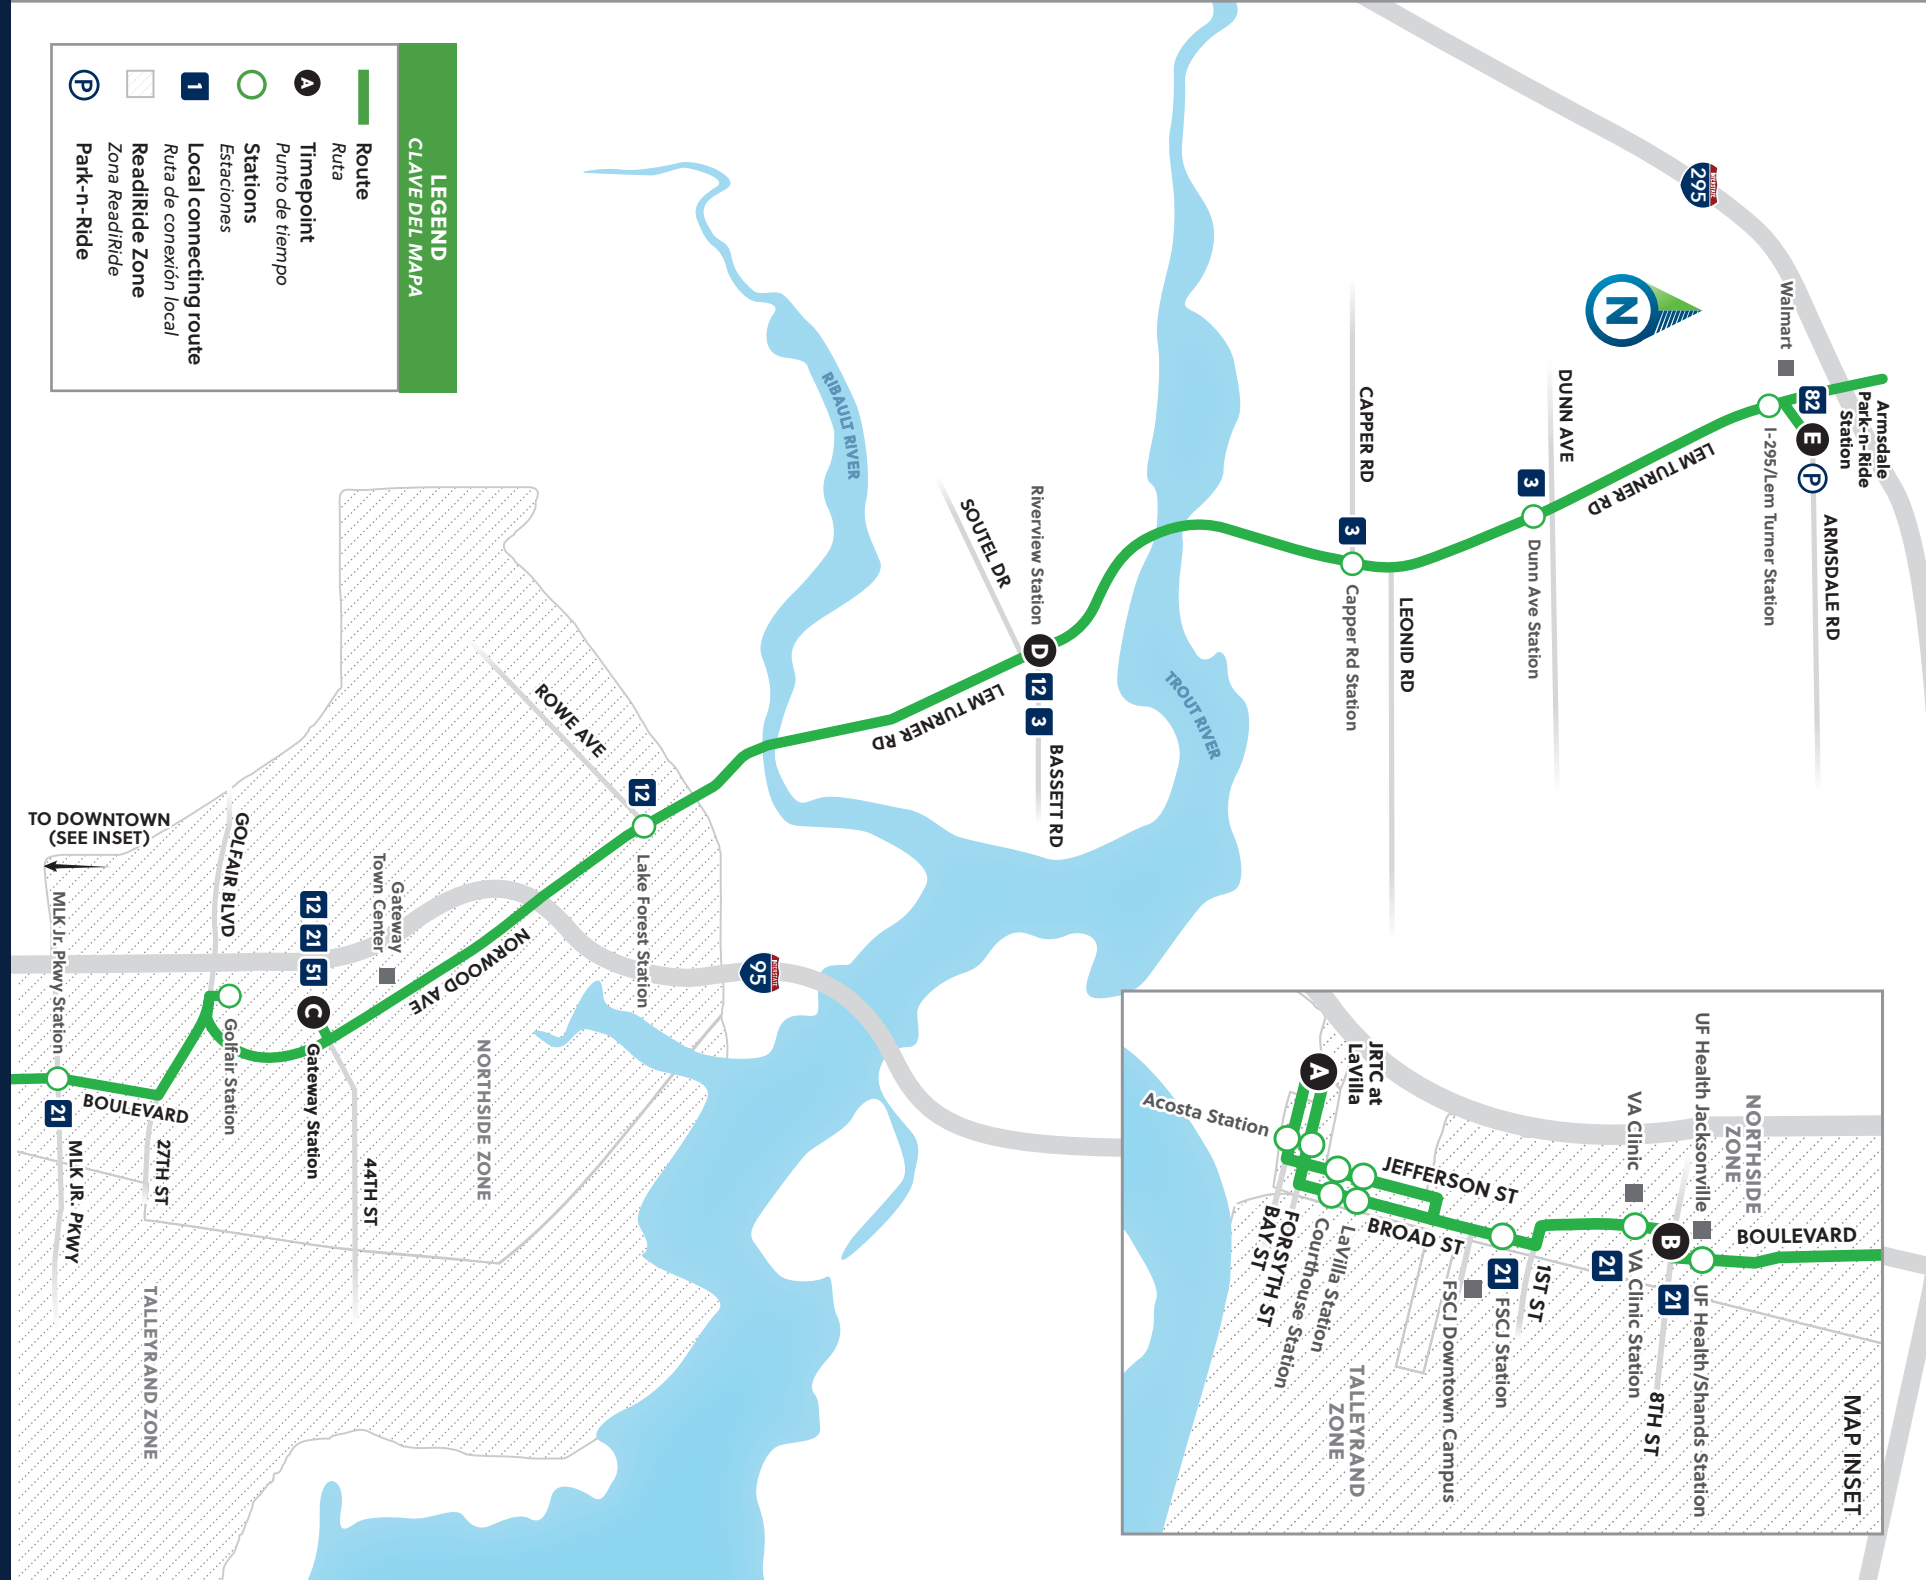 LEGEND
CLAVE DEL MAPA
Route
Ruta
A
Timepoint
Punto de tiempo
Stations
Estaciones
1
Local connecting route
Ruta de conexión local
ReadiRide Zone
Zona ReadiRide
P
Park-n-Ride
INTERSTATE
295
N
Walmart
82
E
P
Armsdale
Park-n-Ride
Station
ARMSDALE RD
I-295/Lem Turner Station
LEM TURNER RD
DUNN AVE
3
Dunn Ave Station
CAPPER RD
3
Capper Rd Station
LEONID RD
TROUT RIVER
RIBAULT RIVER
SOUTEL DR
Riverview Station
D
12
3
BASSETT RD
LEM TURNER RD
ROWE AVE
12
Lake Forest Station
INTERSTATE
95
NORWOOD AVE
Gateway
Town Center
12
21
51
C
Gateway Station
44TH ST
NORTHSIDE ZONE
GOLFAIR BLVD
Golfair Station
27TH ST
TO DOWNTOWN
(SEE INSET)
MLK Jr. Pkwy Station
BOULEVARD
21
MLK JR. PKWY
TALLEYRAND ZONE
MAP INSET
NORTHSIDE
ZONE
UF Health Jacksonville
BOULEVARD
B
UF Health/Shands Station
21
8TH ST
VA Clinic
VA Clinic Station
21
1ST ST
21
FSCJ Station
FSCJ Downtown Campus
JEFFERSON ST
BROAD ST
JRTC at
LaVilla
A
Acosta Station
LaVilla Station
Courthouse Station
FORSYTH ST
BAY ST
TALLEYRAND
ZONE